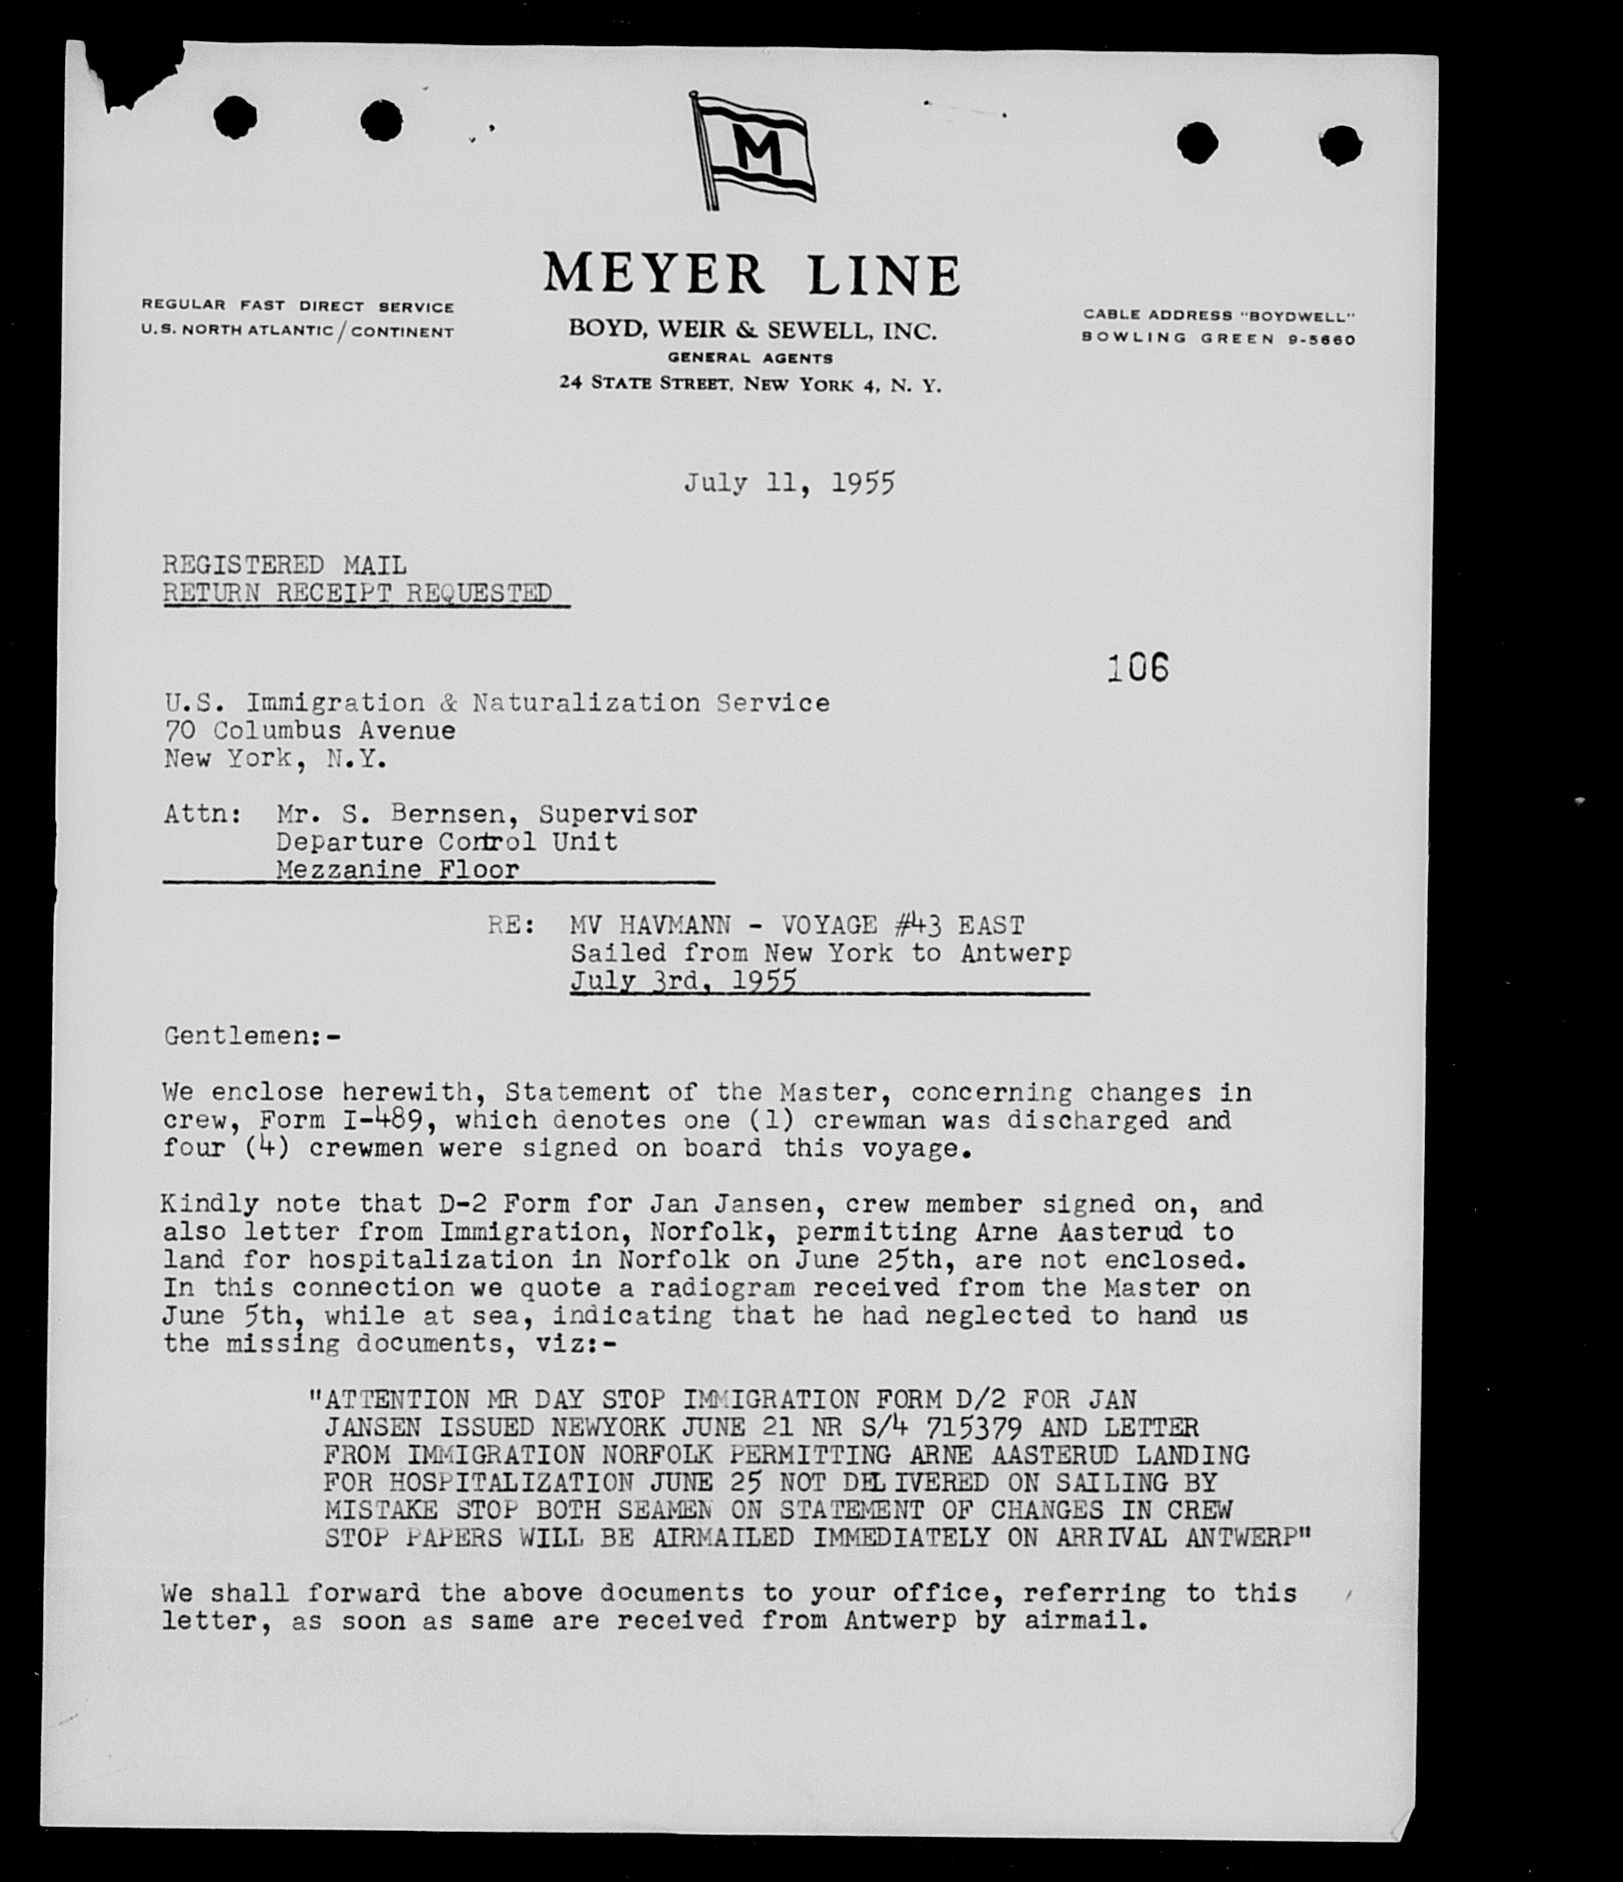 M
MEYER LINE
REGULAR FAST DIRECT SERVICE
U.S. NORTH ATLANTIC/CONTINENT
BOYD, WEIR & SEWELL, INC.
GENERAL AGENTS
24 STATE STREET, NEW YORK 4, N. Y.
CABLE ADDRESS "BOYDWELL"
BOWLING GREEN 9-5660
July 11, 1955
REGISTERED MAIL
RETURN RECEIPT REQUESTED
106
U.S. Immigration & Naturalization Service
70 Columbus Avenue
New York, N.Y.
Attn: Mr. S. Bernsen, Supervisor
Departure Control Unit
Mezzanine Floor
RE: MV HAVMANN - VOYAGE #43 EAST
Sailed from New York to Antwerp
July 3rd, 1955
Gentlemen:-
We enclose herewith, Statement of the Master, concerning changes in
crew, Form I-489, which denotes one (1) crewman was discharged and
four (4) crewmen were signed on board this voyage.
Kindly note that D-2 Form for Jan Jansen, crew member signed on, and
also letter from Immigration, Norfolk, permitting Arne Aasterud to
land for hospitalization in Norfolk on June 25th, are not enclosed.
In this connection we quote a radiogram received from the Master on
June 5th, while at sea, indicating that he had neglected to hand us
the missing documents, viz:-
"ATTENTION MR DAY STOP IMMIGRATION FORM D/2 FOR JAN
JANSEN ISSUED NEWYORK JUNE 21 NR S/4 715379 AND LETTER
FROM IMMIGRATION NORFOLK PERMITTING ARNE AASTERUD LANDING
FOR HOSPITALIZATION JUNE 25 NOT DELIVERED ON SAILING BY
MISTAKE STOP BOTH SEAMEN ON STATEMENT OF CHANGES IN CREW
STOP PAPERS WILL BE AIRMAILED IMMEDIATELY ON ARRIVAL ANTWERP"
We shall forward the above documents to your office, referring to this
letter, as soon as same are received from Antwerp by airmail.